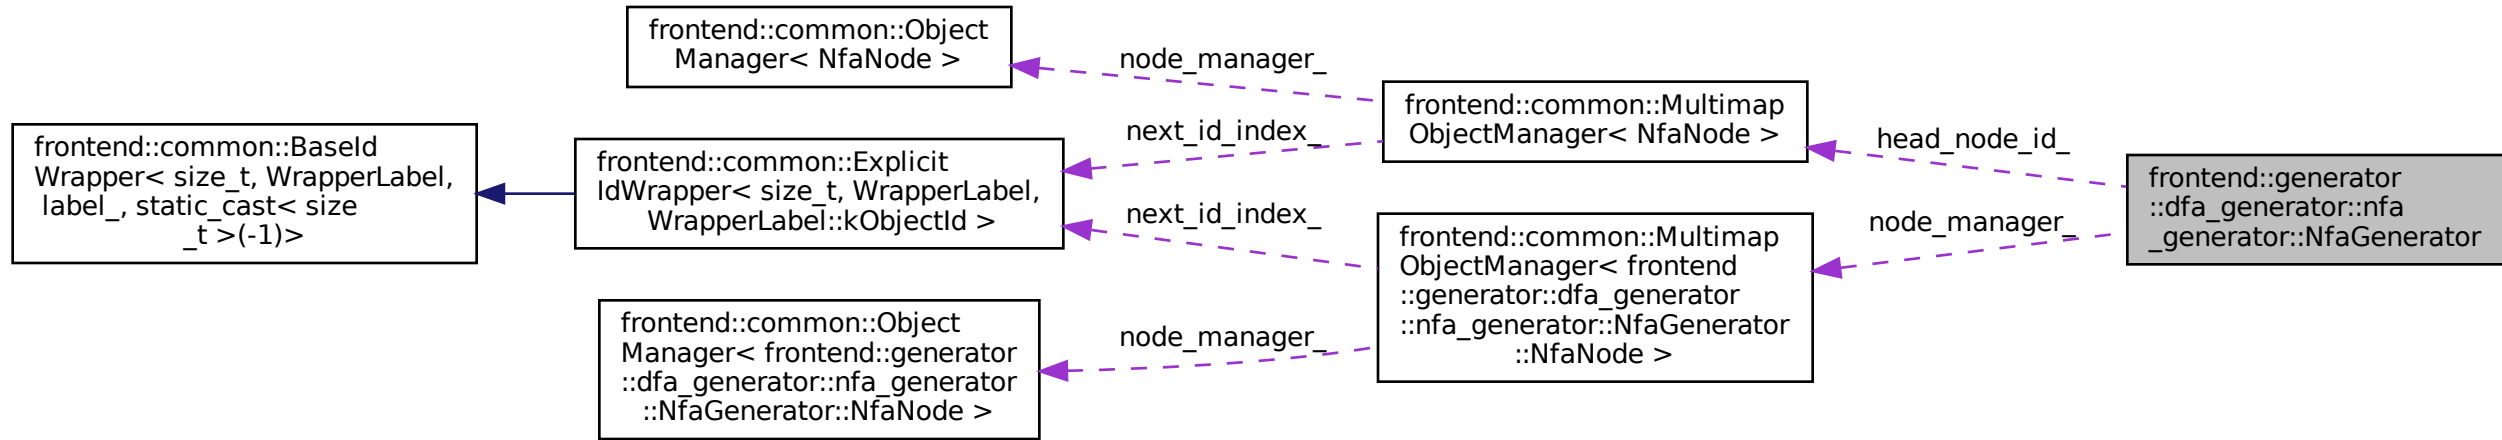 frontend::common::Object
Manager< NfaNode >
node_manager_
frontend::common::Multimap
ObjectManager< NfaNode >
frontend::common::BaseId
Wrapper< size_t, WrapperLabel,
label_, static_cast< size
_t >(-1)>
frontend::common::Explicit
IdWrapper< size_t, WrapperLabel,
WrapperLabel::kObjectId >
next_id_index_
head_node_id_
frontend::generator
::dfa_generator::nfa
_generator::NfaGenerator
next_id_index_
node_manager_
frontend::common::Multimap
ObjectManager< frontend
::generator::dfa_generator
::nfa_generator::NfaGenerator
::NfaNode >
frontend::common::Object
Manager< frontend::generator
::dfa_generator::nfa_generator
::NfaGenerator::NfaNode >
node_manager_